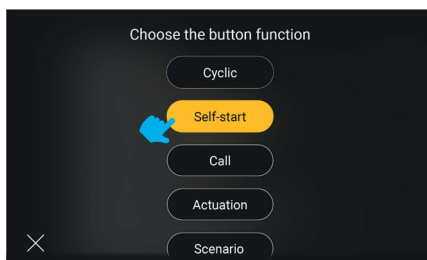 Choose the button function
Cyclic
Self-start
Call
Actuation
Scenario